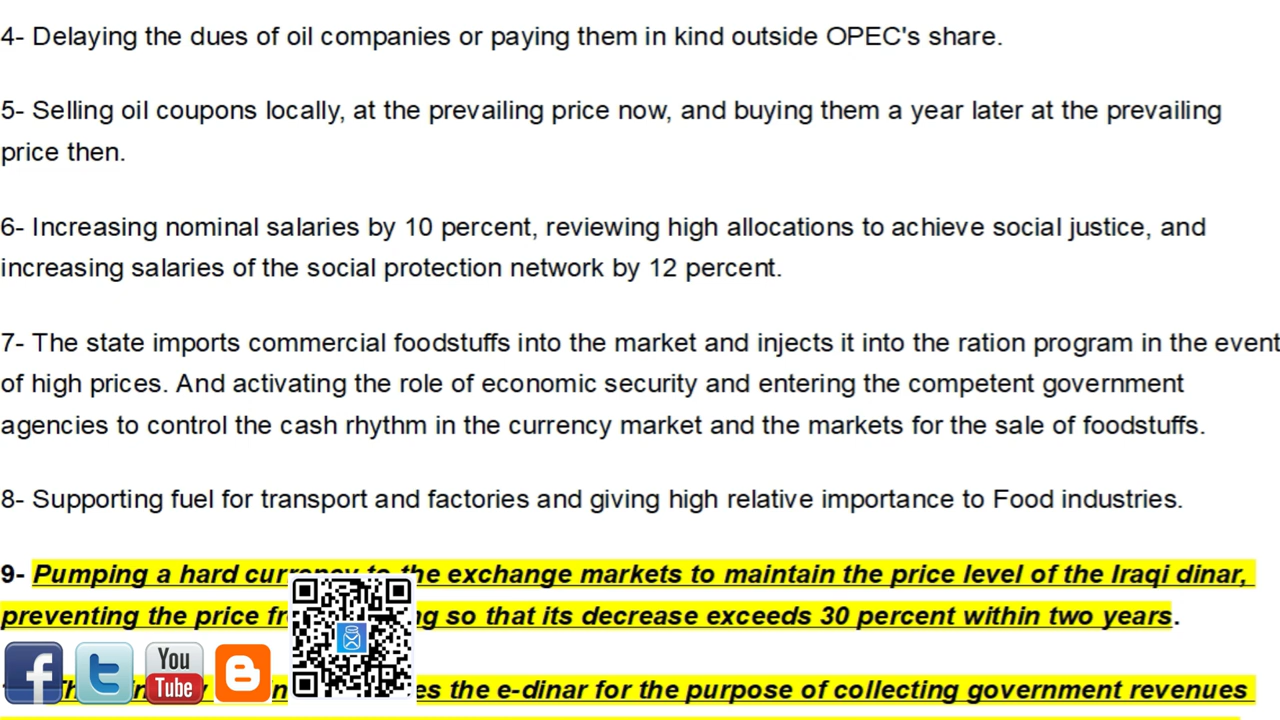 4- Delaying the dues of oil companies or paying them in kind outside OPEC's share.
5- Selling oil coupons locally, at the prevailing price now, and buying them a year later at the prevailing
price then.
6- Increasing nominal salaries by 10 percent, reviewing high allocations to achieve social justice, and
increasing salaries of the social protection network by 12 percent.
7- The state imports commercial foodstuffs into the market and injects it into the ration program in the event
of high prices. And activating the role of economic security and entering the competent government
agencies to control the cash rhythm in the currency market and the markets for the sale of foodstuffs.
8- Supporting fuel for transport and factories and giving high relative importance to Food industries.
9- Pumping a hard currency to the exchange markets to maintain the price level of the Iraqi dinar,
preventing the price so that its decrease exceeds 30 percent within two years.
You
Tube
the e-dinar for the purpose of collecting government revenues